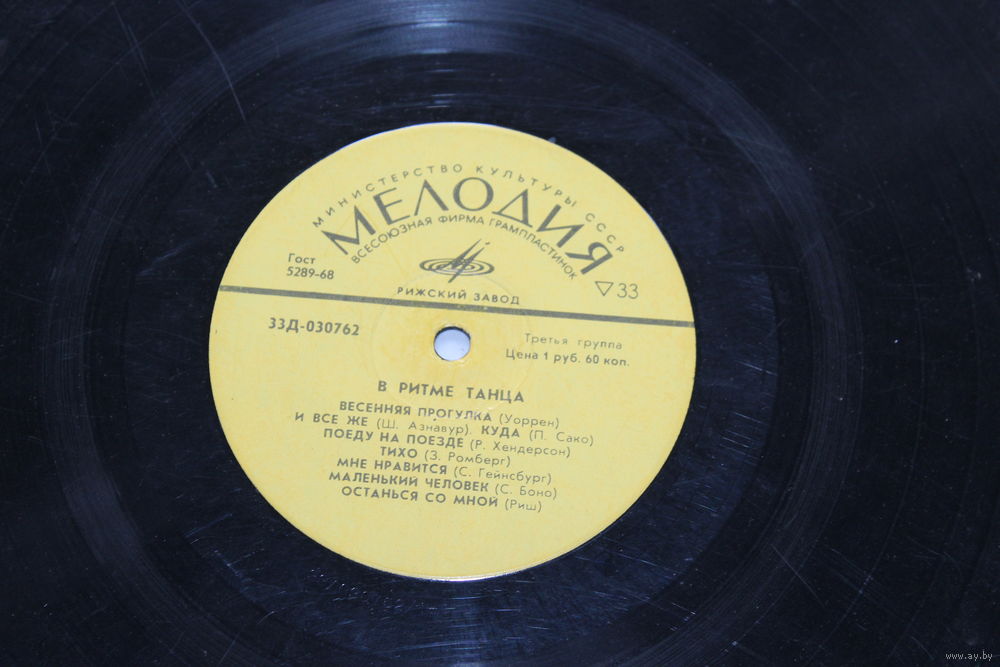 МИНИСТЕРСТВО КУЛЬТУРЫ СССР
МЕЛОДИЯ
ВСЕСОЮЗНАЯ ФИРМА ГРАМПЛАСТИНОК
Гост
5289-68
▽33
РИЖСКИЙ ЗАВОД
33Д-030762
Третья группа
Цена 1 руб. 60 коп.
В РИТМЕ ТАНЦА
ВЕСЕННЯЯ ПРОГУЛКА (Уоррен)
И ВСЕ ЖЕ (Ш. Азнавур). КУДА (П. Сако)
ПОЕДУ НА ПОЕЗДЕ (Р. Хендерсон)
ТИХО (З. Ромберг)
МНЕ НРАВИТСЯ (С. Гейнсбург)
МАЛЕНЬКИЙ ЧЕЛОВЕК (С. Боно)
ОСТАНЬСЯ СО МНОЙ (Риш)
www.ay.by